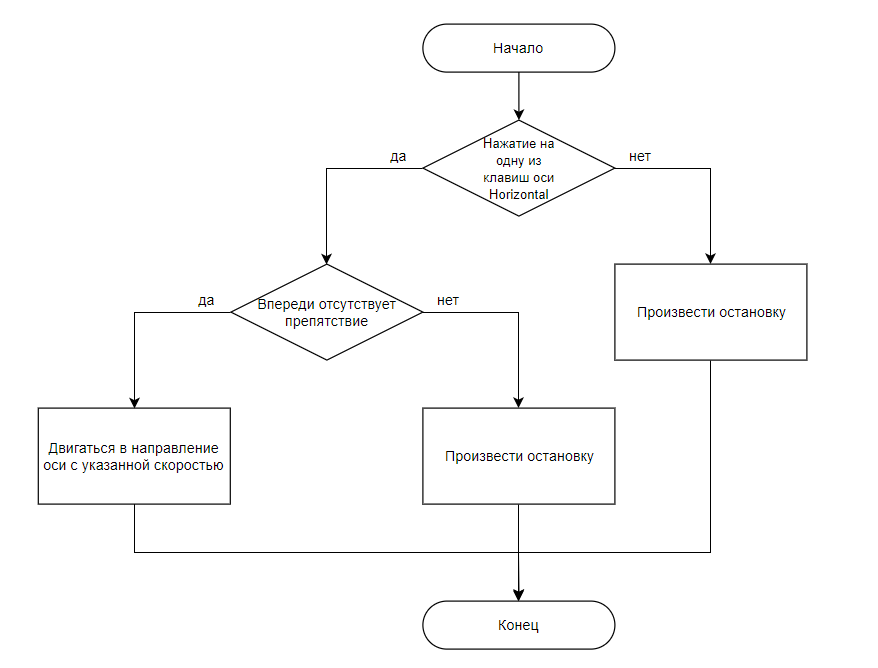 Начало
Нажатие на
одну из
клавиш оси
Horizontal
да
нет
Впереди отсутствует
препятствие
да
нет
Произвести остановку
Двигаться в направление
оси с указанной скоростью
Произвести остановку
Конец